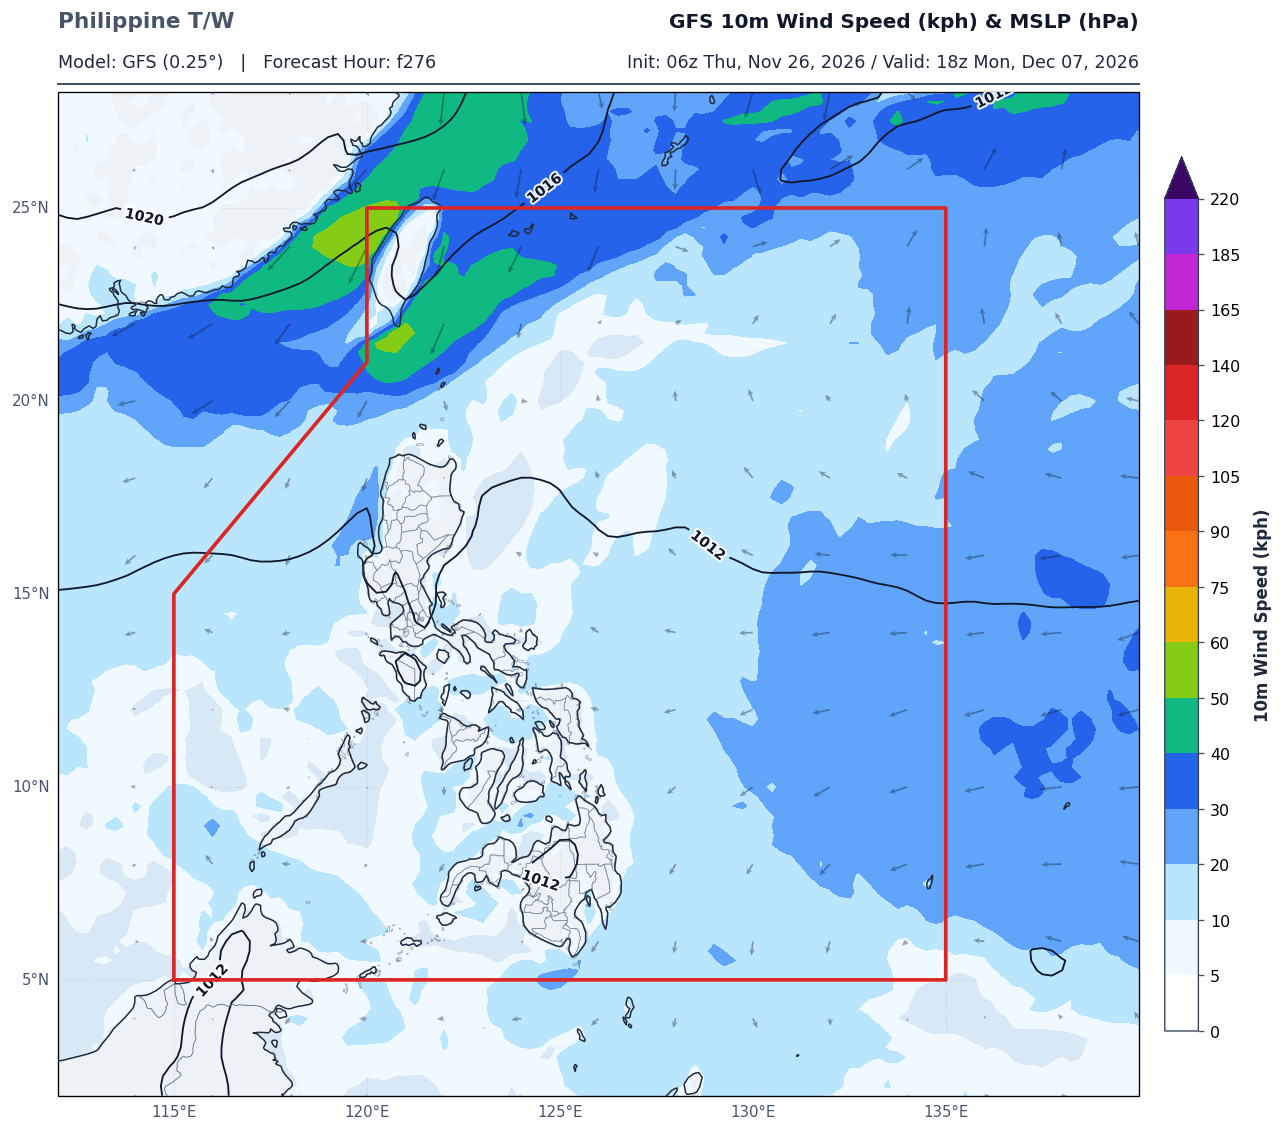 Philippine T/W
GFS 10m Wind Speed (kph) & MSLP (hPa)
Model: GFS (0.25°) | Forecast Hour: f276
Init: 06z Thu, Nov 26, 2026 / Valid: 18z Mon, Dec 07, 2026
1012
1016
1020
1012
1012
1012
25°N
20°N
15°N
10°N
5°N
115°E
120°E
125°E
130°E
135°E
220
185
165
140
120
105
90
75
60
50
40
30
20
10
5
0
10m Wind Speed (kph)